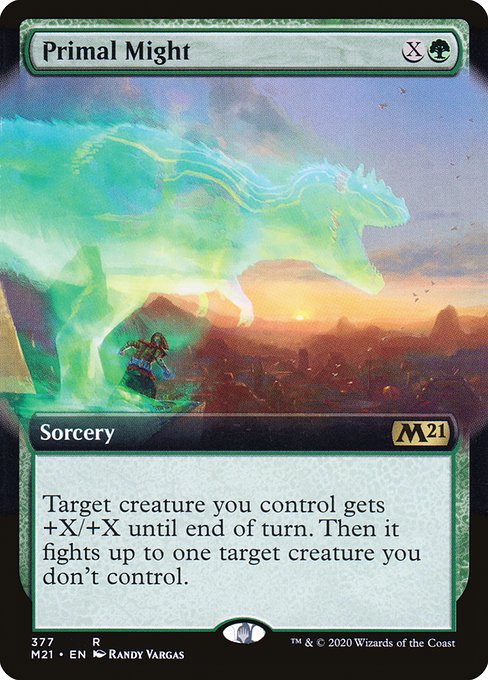 Primal Might X
Sorcery M21
Target creature you control gets
+X/+X until end of turn. Then it
fights up to one target creature you
don't control.
377 R ™ & © 2020 Wizards of the Coast
M21 • EN Randy Vargas